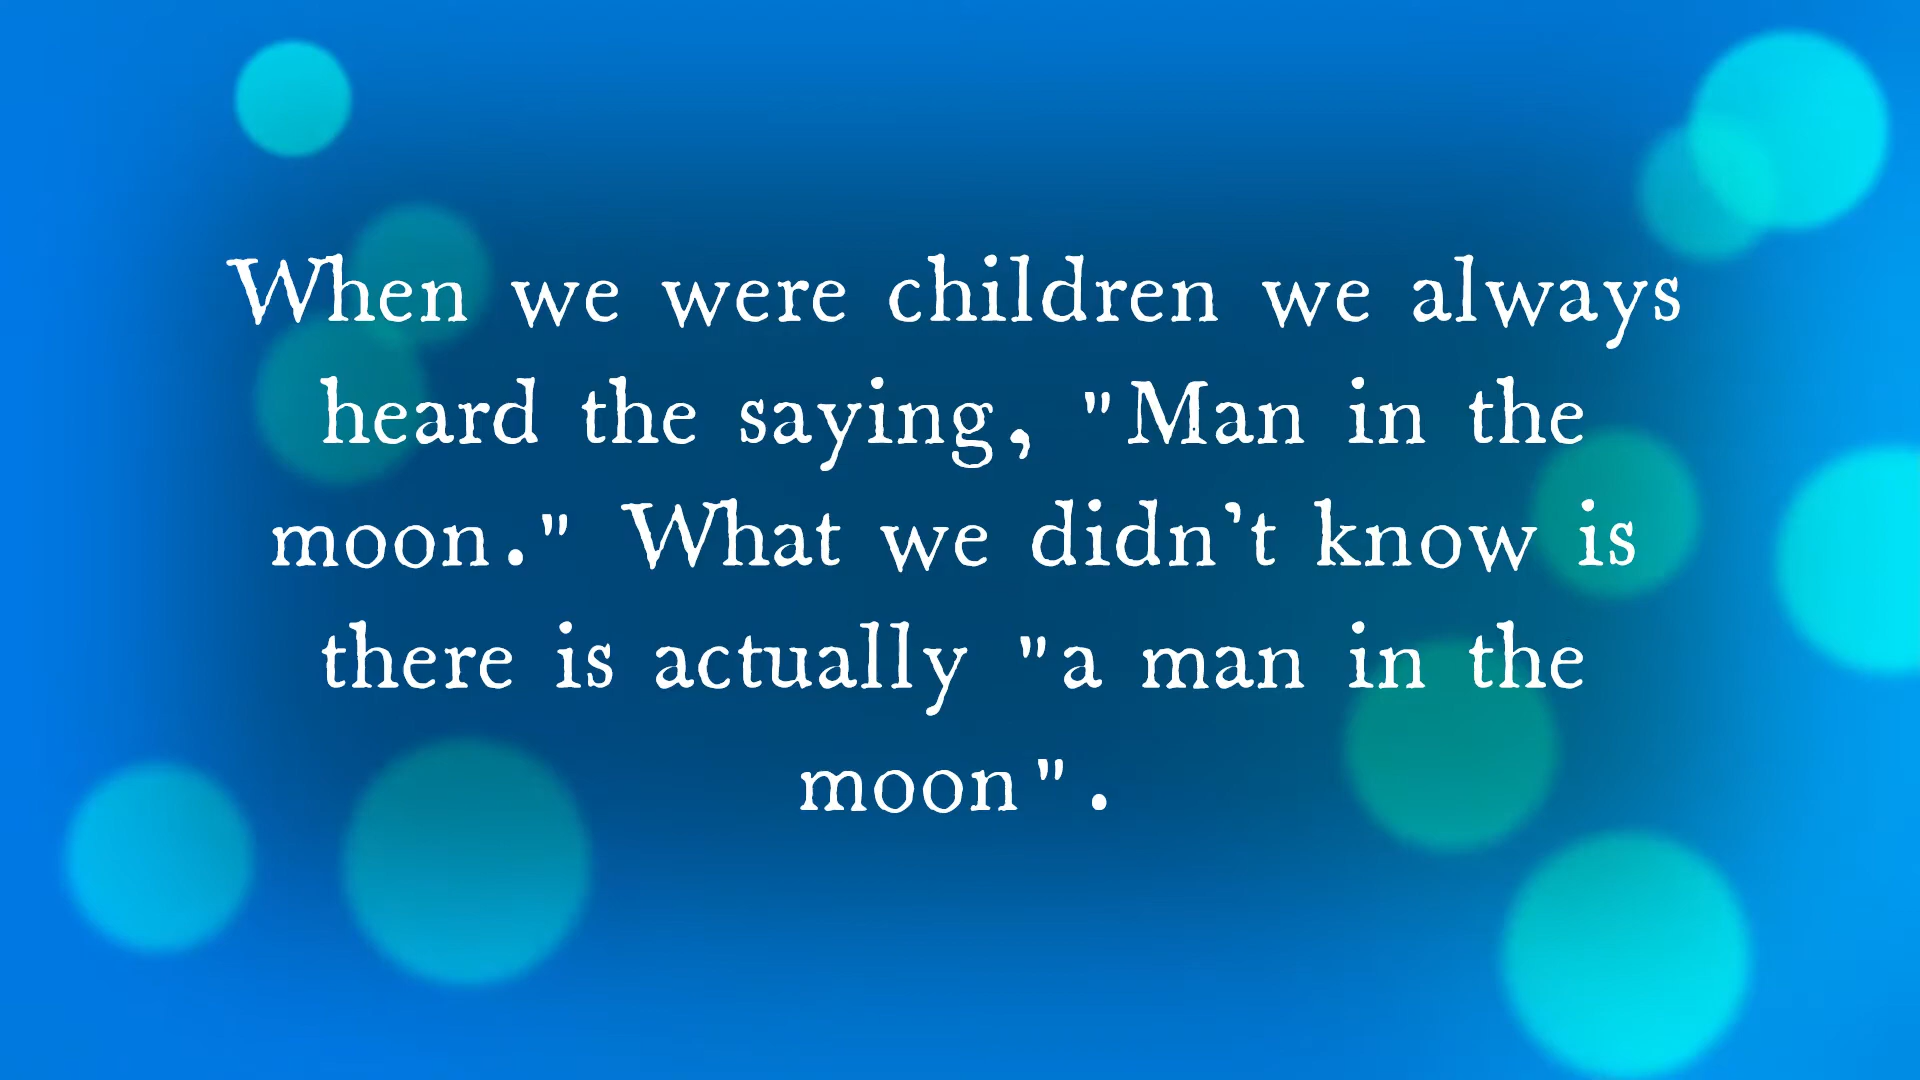 When we were children we always
heard the saying, "Man in the
moon." What we didn't know is
there is actually "a man in the
moon".